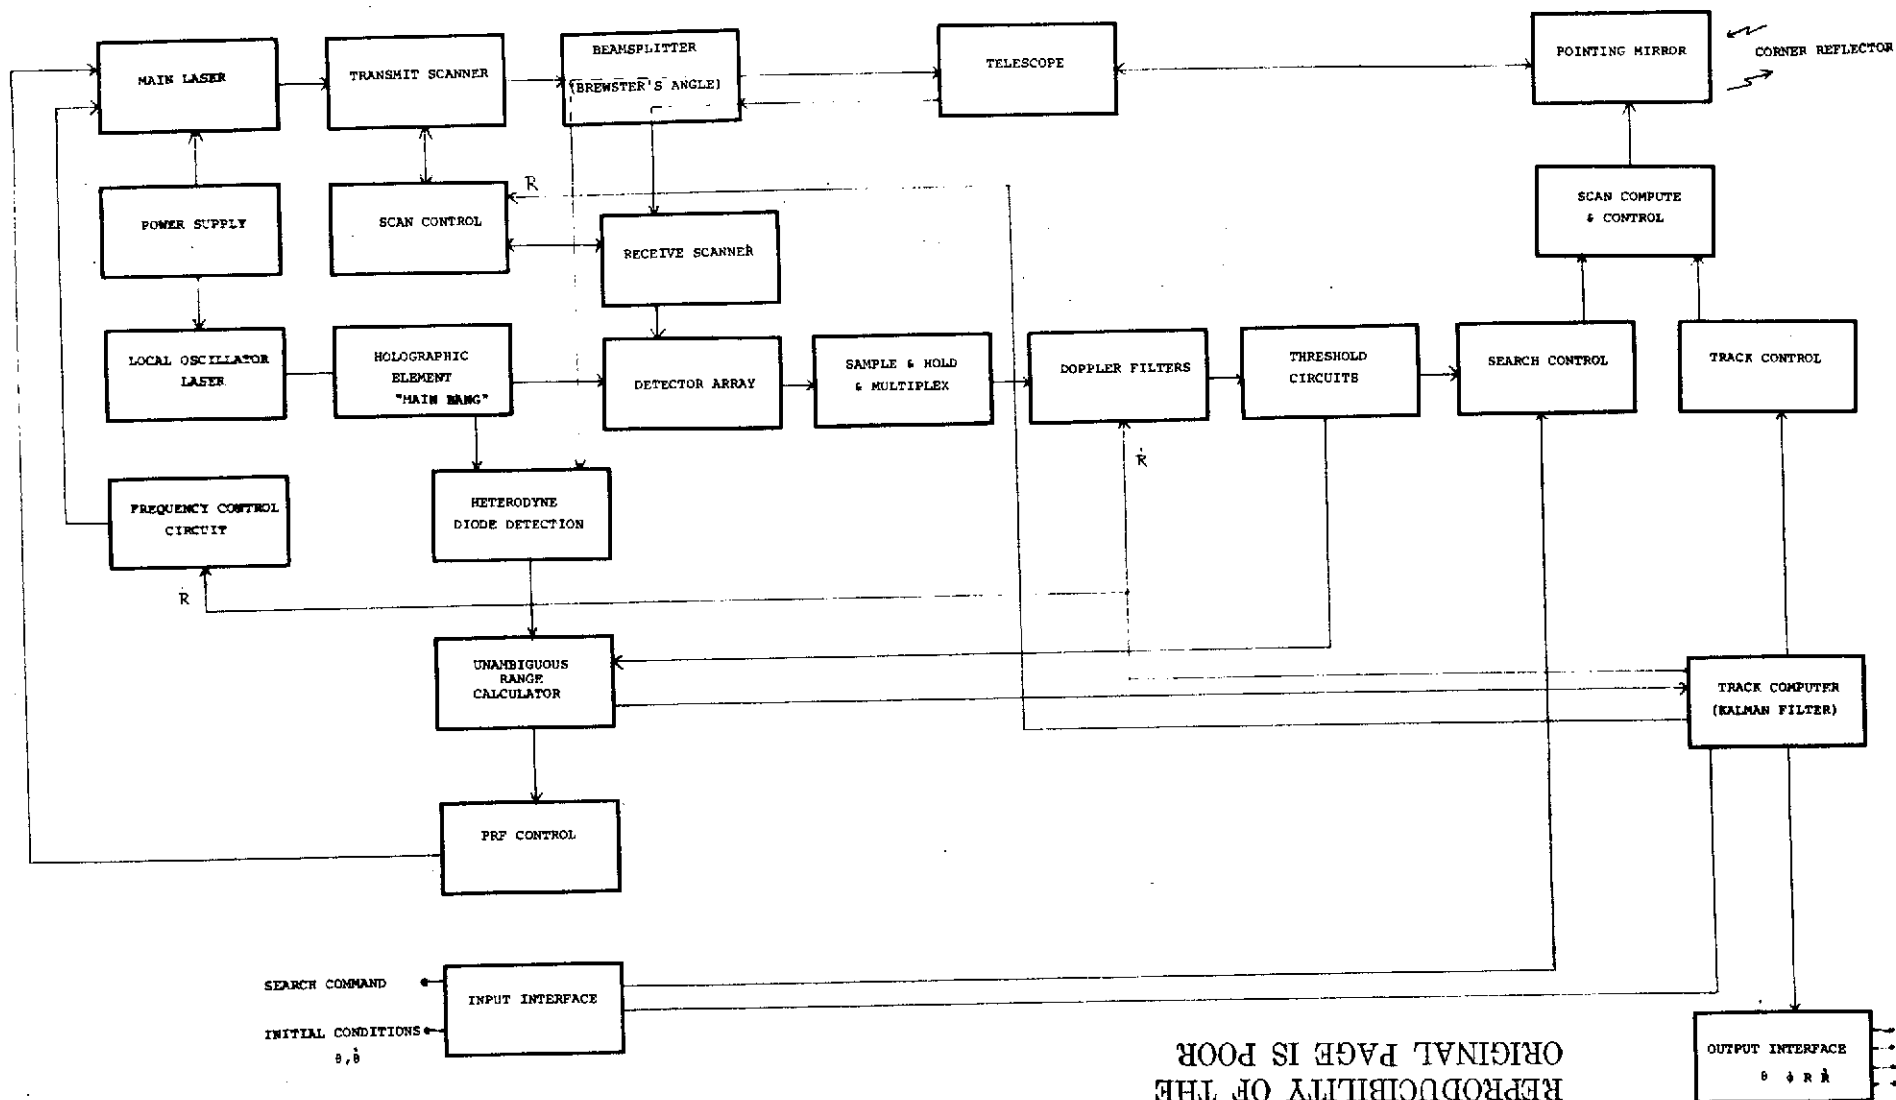 MAIN LASER
TRANSMIT SCANNER
BEAMSPLITTER
(BREWSTER'S ANGLE)
TELESCOPE
POINTING MIRROR
CORNER REFLECTOR
POWER SUPPLY
SCAN CONTROL
R
RECEIVE SCANNER
SCAN COMPUTE
& CONTROL
LOCAL OSCILLATOR
LASER
HOLOGRAPHIC
ELEMENT
"MAIN BANG"
DETECTOR ARRAY
SAMPLE & HOLD
& MULTIPLEX
DOPPLER FILTERS
THRESHOLD
CIRCUITS
SEARCH CONTROL
TRACK CONTROL
Ṙ
FREQUENCY CONTROL
CIRCUIT
HETERODYNE
DIODE DETECTION
Ṙ
UNAMBIGUOUS
RANGE
CALCULATOR
TRACK COMPUTER
(KALMAN FILTER)
PRF CONTROL
SEARCH COMMAND
INPUT INTERFACE
INITIAL CONDITIONS
θ,θ̇
OUTPUT INTERFACE
θ ϕ R Ṙ
REPRODUCIBILITY OF THE
ORIGINAL PAGE IS POOR